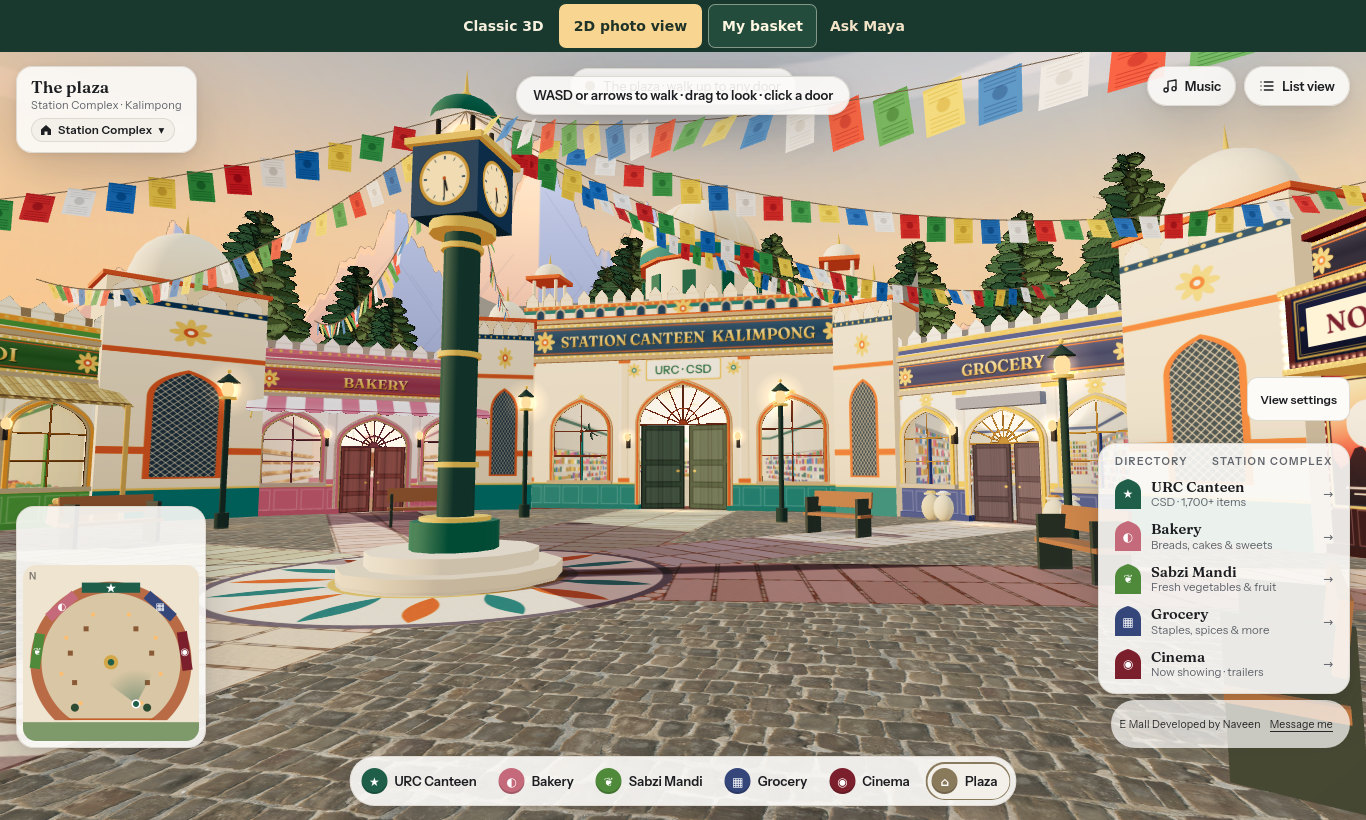 Classic 3D
2D photo view
My basket
Ask Maya
The plaza
Station Complex · Kalimpong
Station Complex ▾
WASD or arrows to walk · drag to look · click a door
Music
List view
DI
BAKERY
STATION CANTEEN KALIMPONG
URC · CSD
GROCERY
NO
View settings
DIRECTORY STATION COMPLEX
URC Canteen
CSD · 1,700+ items
→
Bakery
Breads, cakes & sweets
→
Sabzi Mandi
Fresh vegetables & fruit
→
Grocery
Staples, spices & more
→
Cinema
Now showing · trailers
→
N
E Mall Developed by Naveen Message me
URC Canteen
Bakery
Sabzi Mandi
Grocery
Cinema
Plaza